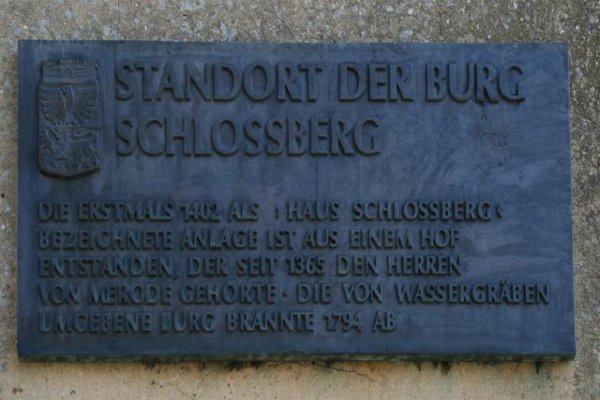 STANDORT DER BURG
SCHLOSSBERG
DIE ERSTMALS 1402 ALS › HAUS SCHLOSSBERG ‹
BEZEICHNETE ANLAGE IST AUS EINEM HOF
ENTSTANDEN, DER SEIT 1365 DEN HERREN
VON MERODE GEHÖRTE · DIE VON WASSERGRÄBEN
UMGEBENE BURG BRANNTE 1794 AB